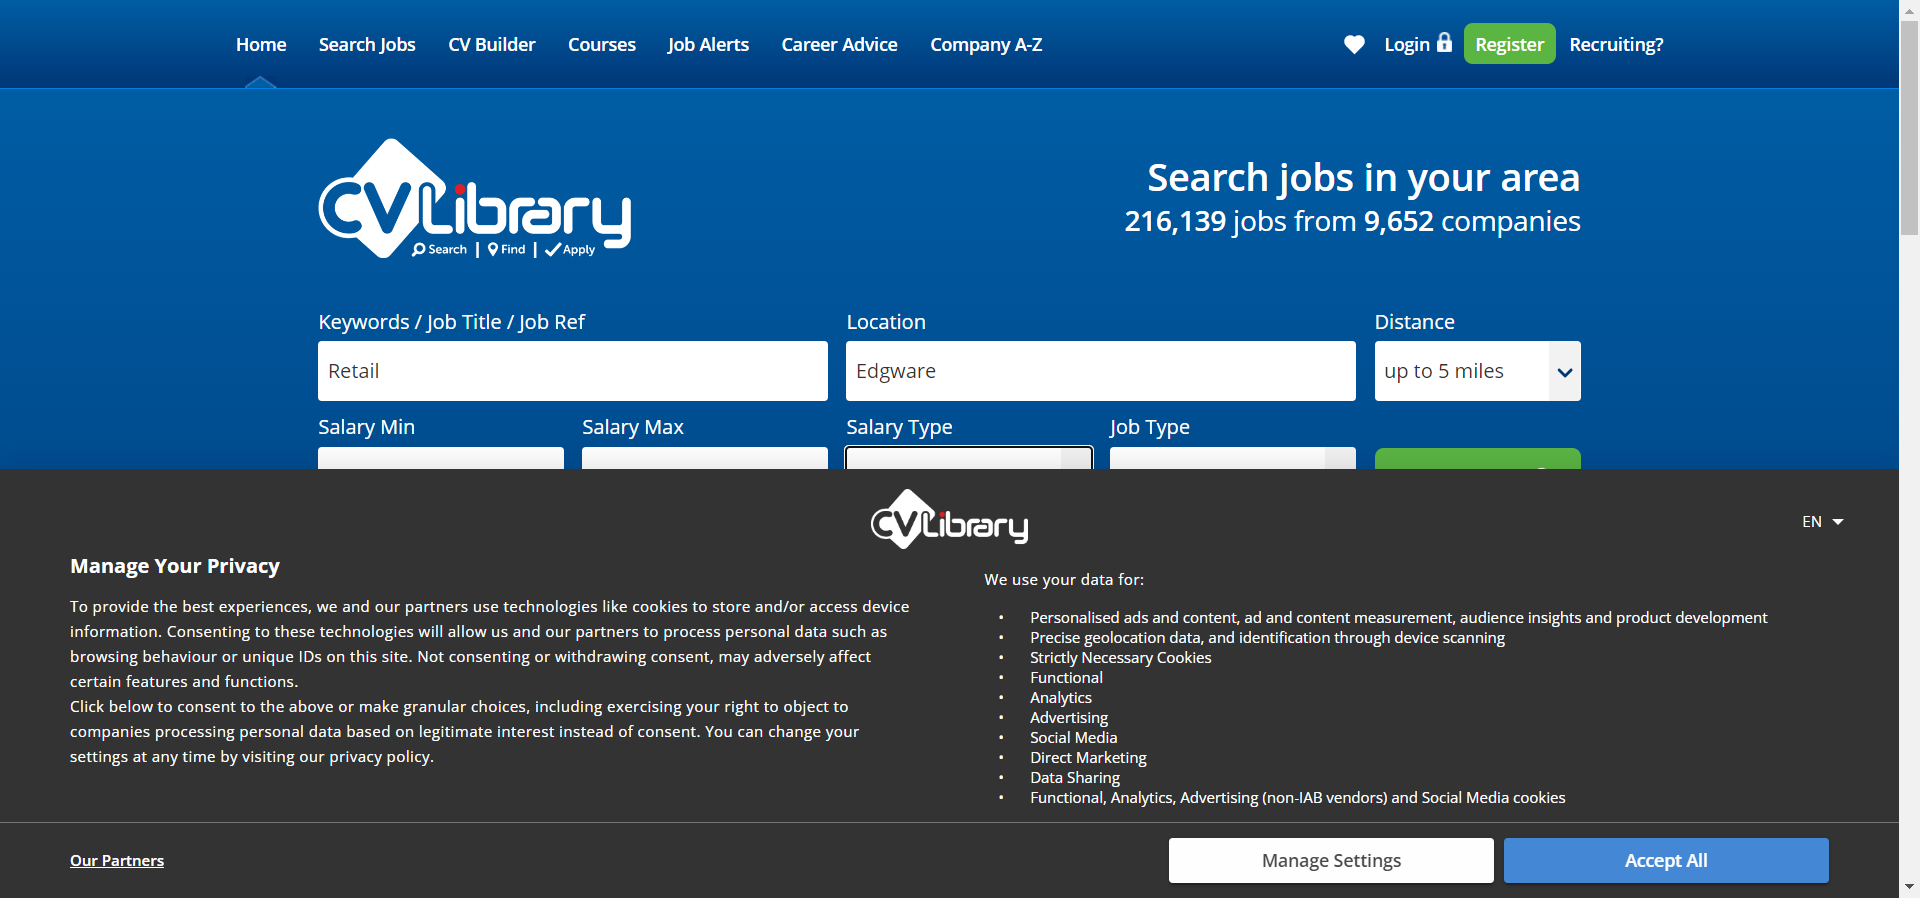 Home Search Jobs CV Builder Courses Job Alerts Career Advice Company A-Z Login Register Recruiting?
CVLibrary
Search | Find | Apply
Search jobs in your area
216,139 jobs from 9,652 companies
Keywords / Job Title / Job Ref Location Distance
Retail Edgware up to 5 miles
Salary Min Salary Max Salary Type Job Type
CVLibrary
EN
Manage Your Privacy
To provide the best experiences, we and our partners use technologies like cookies to store and/or access device
information. Consenting to these technologies will allow us and our partners to process personal data such as
browsing behaviour or unique IDs on this site. Not consenting or withdrawing consent, may adversely affect
certain features and functions.
Click below to consent to the above or make granular choices, including exercising your right to object to
companies processing personal data based on legitimate interest instead of consent. You can change your
settings at any time by visiting our privacy policy.
We use your data for:
• Personalised ads and content, ad and content measurement, audience insights and product development
• Precise geolocation data, and identification through device scanning
• Strictly Necessary Cookies
• Functional
• Analytics
• Advertising
• Social Media
• Direct Marketing
• Data Sharing
• Functional, Analytics, Advertising (non-IAB vendors) and Social Media cookies
Our Partners Manage Settings Accept All